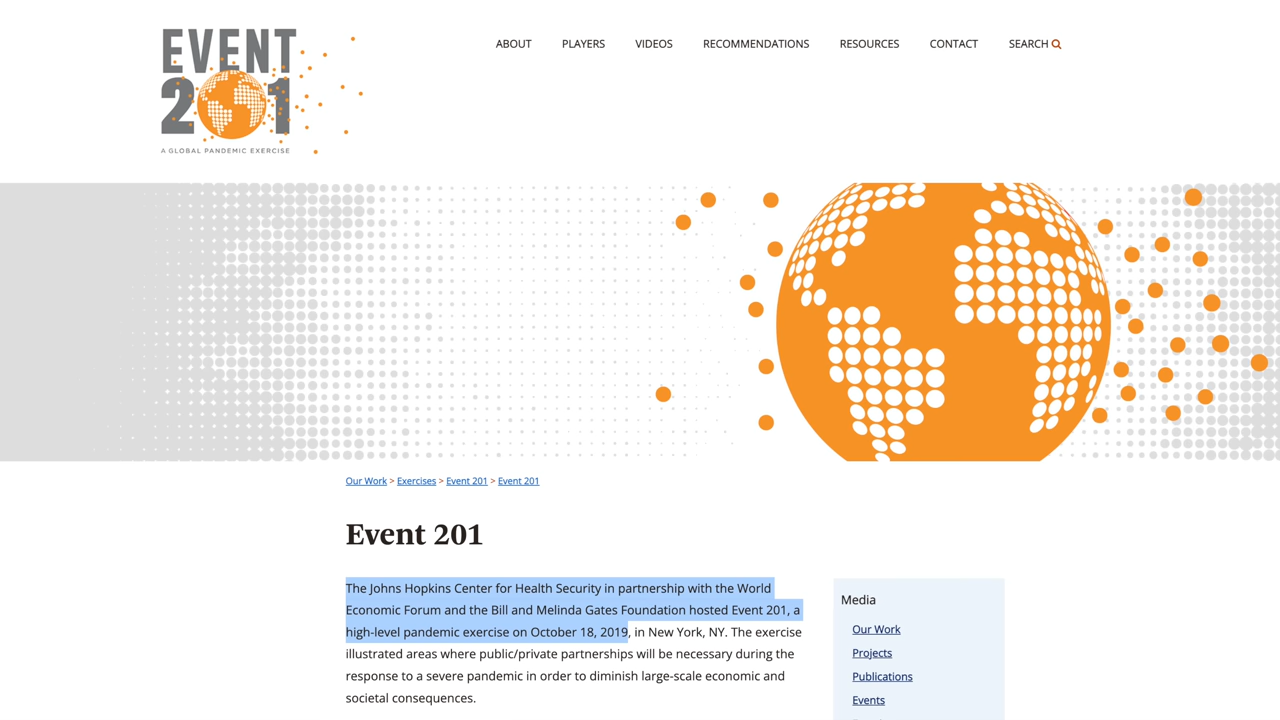 EVENT
201
A GLOBAL PANDEMIC EXERCISE
ABOUT PLAYERS VIDEOS RECOMMENDATIONS RESOURCES CONTACT SEARCH
Our Work > Exercises > Event 201 > Event 201
Event 201
The Johns Hopkins Center for Health Security in partnership with the World
Economic Forum and the Bill and Melinda Gates Foundation hosted Event 201, a
high-level pandemic exercise on October 18, 2019, in New York, NY. The exercise
illustrated areas where public/private partnerships will be necessary during the
response to a severe pandemic in order to diminish large-scale economic and
societal consequences.
Media
Our Work
Projects
Publications
Events